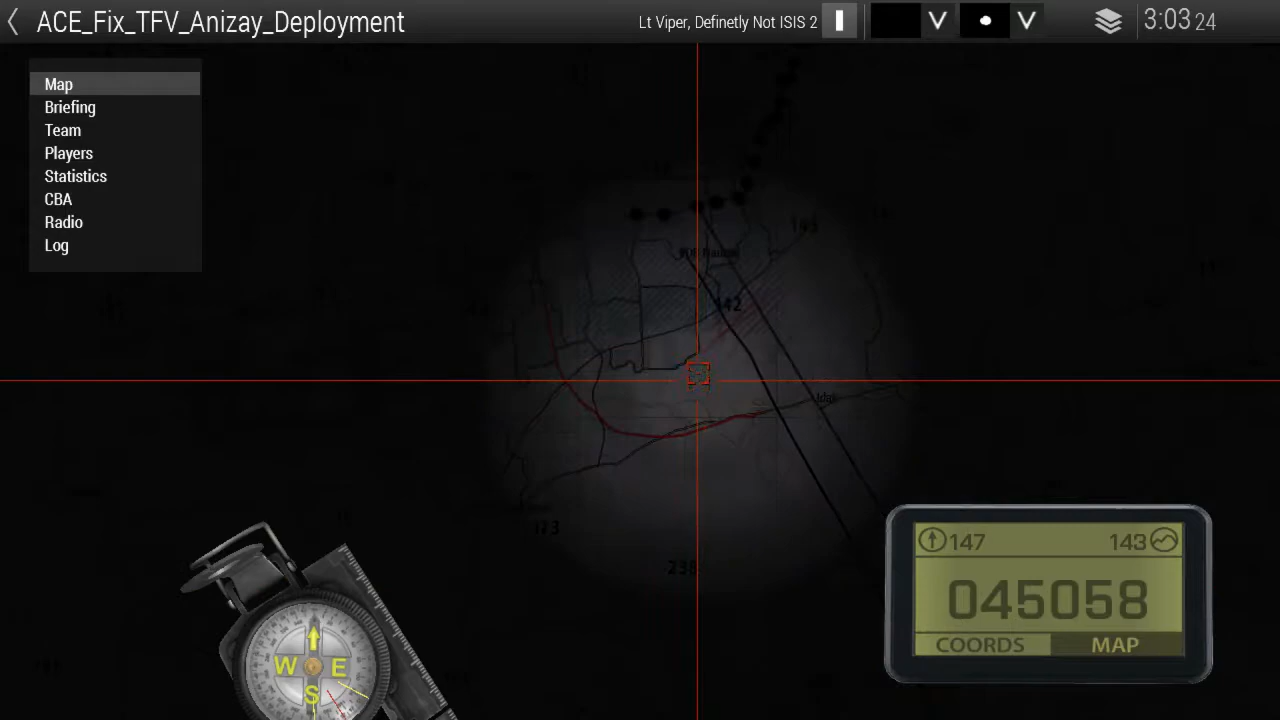 ACE_Fix_TFV_Anizay_Deployment
Lt Viper, Definetly Not ISIS 2
3:03 24
Map
Briefing
Team
Players
Statistics
CBA
Radio
Log
142
147
143
045058
COORDS
MAP
W E
S